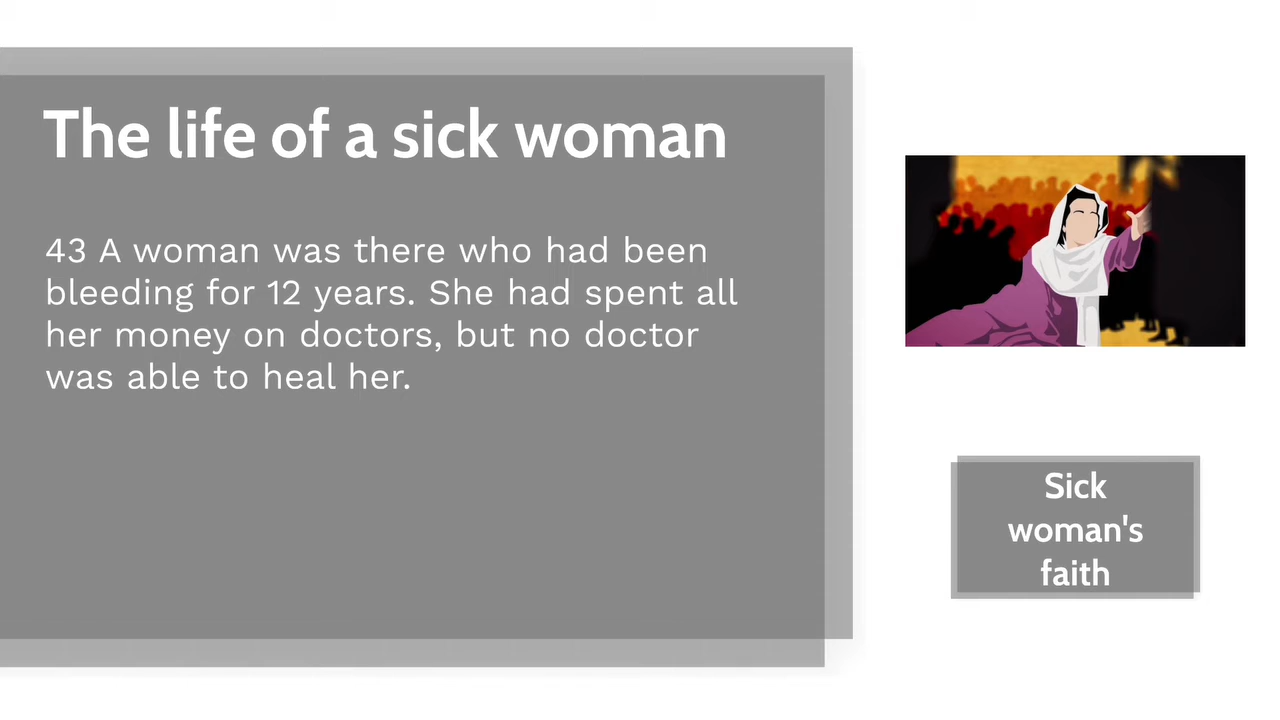 The life of a sick woman
43 A woman was there who had been
bleeding for 12 years. She had spent all
her money on doctors, but no doctor
was able to heal her.
Sick
woman's
faith